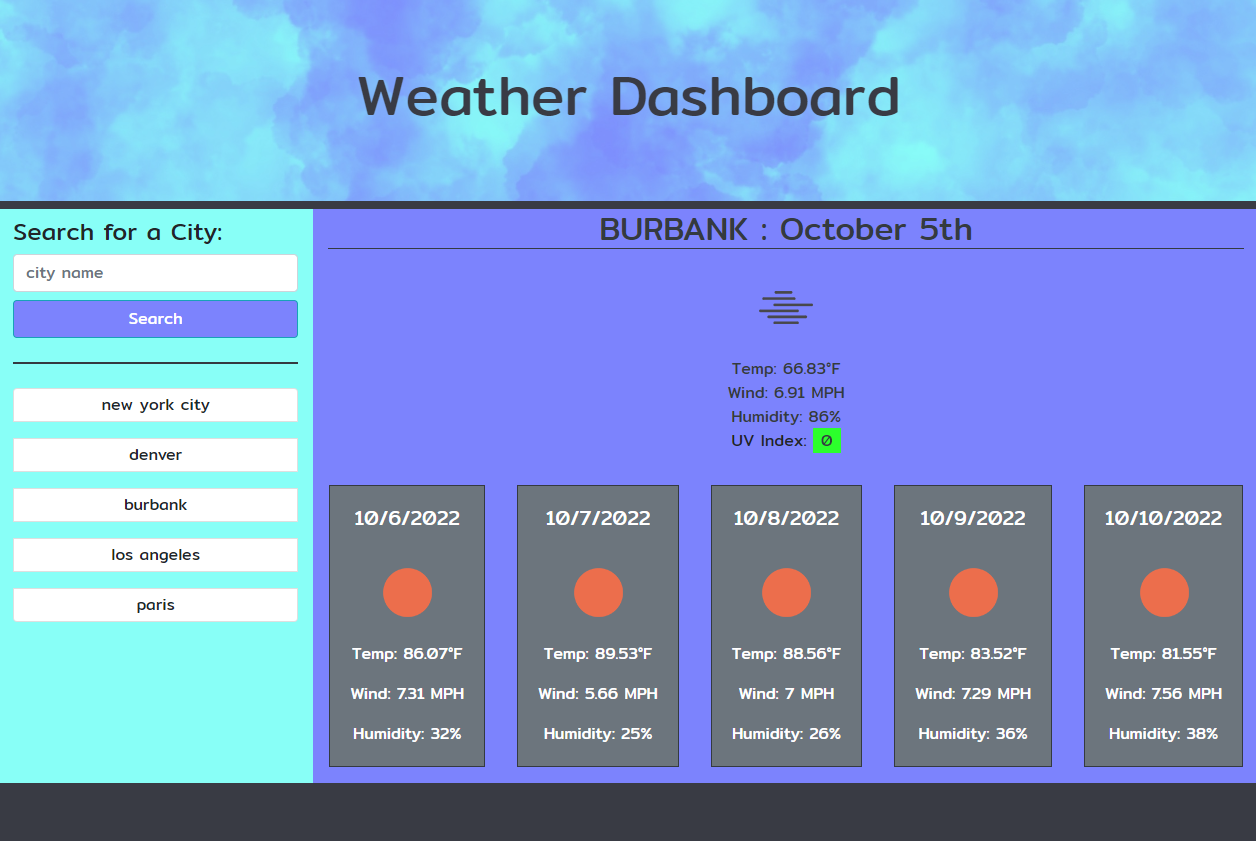 Weather Dashboard
Search for a City:
city name
Search
new york city
denver
burbank
los angeles
paris
BURBANK : October 5th
Temp: 66.83°F
Wind: 6.91 MPH
Humidity: 86%
UV Index: 0
10/6/2022
Temp: 86.07°F
Wind: 7.31 MPH
Humidity: 32%
10/7/2022
Temp: 89.53°F
Wind: 5.66 MPH
Humidity: 25%
10/8/2022
Temp: 88.56°F
Wind: 7 MPH
Humidity: 26%
10/9/2022
Temp: 83.52°F
Wind: 7.29 MPH
Humidity: 36%
10/10/2022
Temp: 81.55°F
Wind: 7.56 MPH
Humidity: 38%